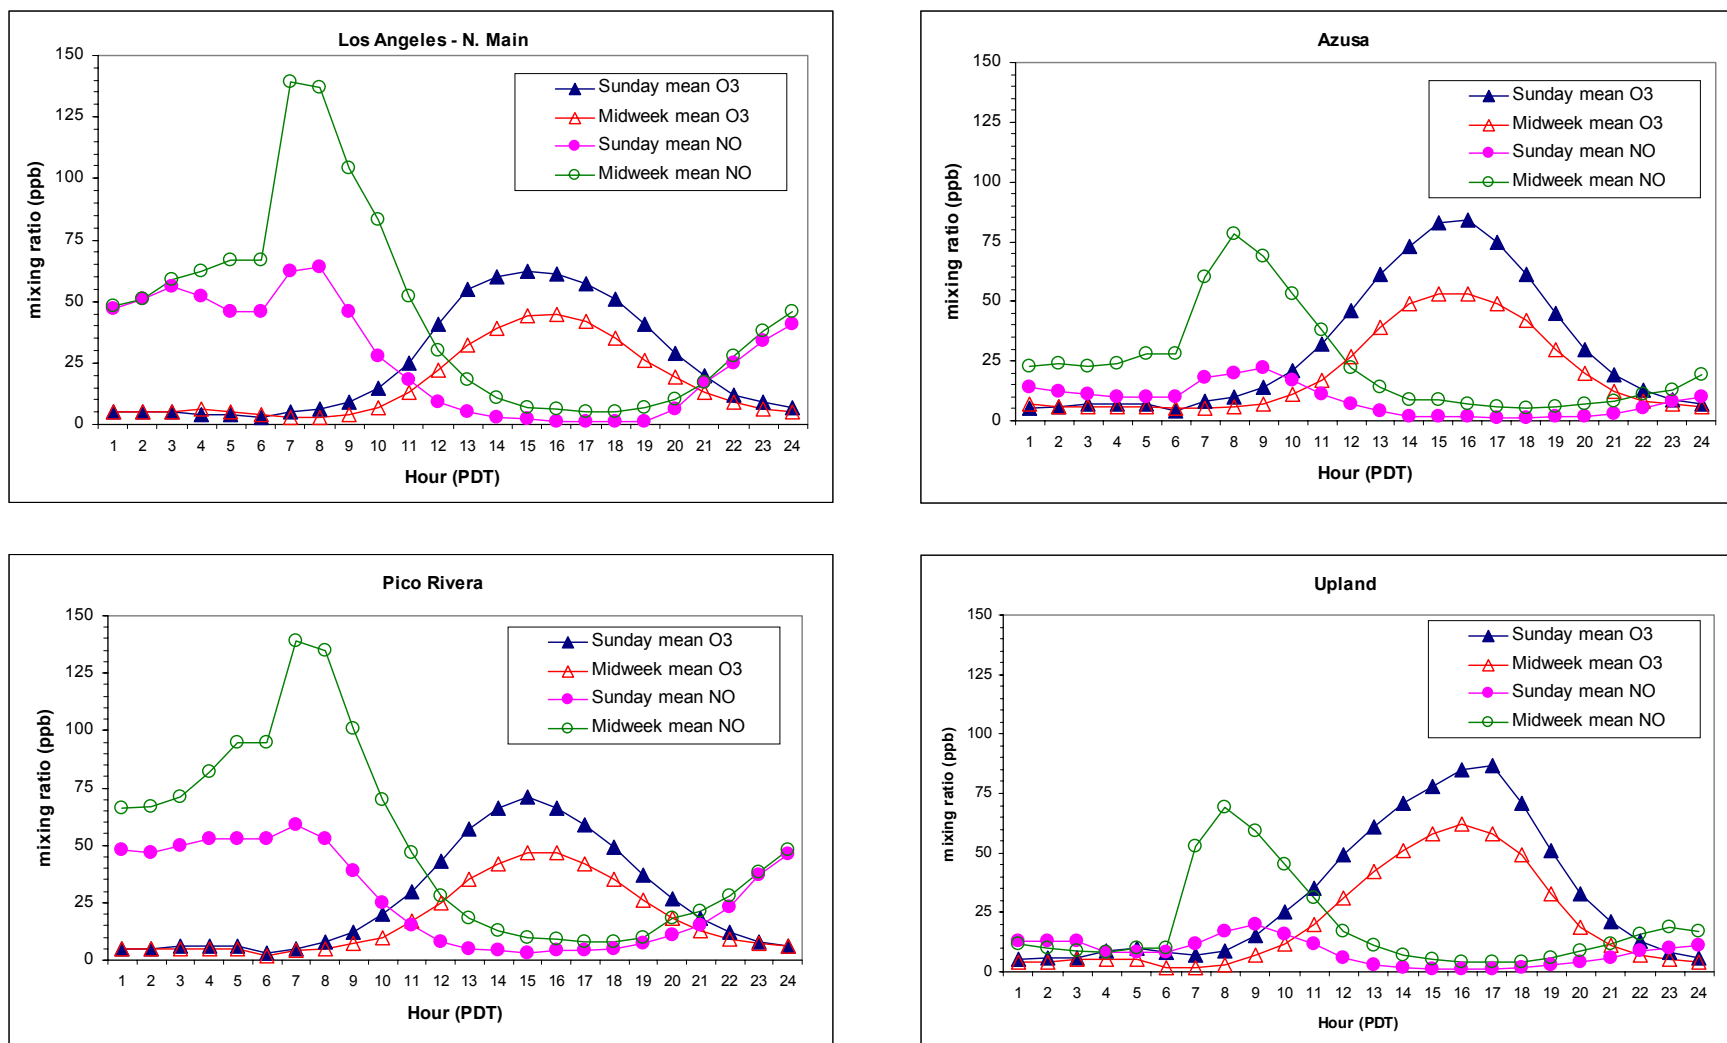 Los Angeles - N. Main
150
125
100
75
50
25
0
mixing ratio (ppb)
Sunday mean O3
Midweek mean O3
Sunday mean NO
Midweek mean NO
1 2 3 4 5 6 7 8 9 10 11 12 13 14 15 16 17 18 19 20 21 22 23 24
Hour (PDT)
Azusa
150
125
100
75
50
25
0
mixing ratio (ppb)
Sunday mean O3
Midweek mean O3
Sunday mean NO
Midweek mean NO
1 2 3 4 5 6 7 8 9 10 11 12 13 14 15 16 17 18 19 20 21 22 23 24
Hour (PDT)
Pico Rivera
150
125
100
75
50
25
0
mixing ratio (ppb)
Sunday mean O3
Midweek mean O3
Sunday mean NO
Midweek mean NO
1 2 3 4 5 6 7 8 9 10 11 12 13 14 15 16 17 18 19 20 21 22 23 24
Hour (PDT)
Upland
150
125
100
75
50
25
0
mixing ratio (ppb)
Sunday mean O3
Midweek mean O3
Sunday mean NO
Midweek mean NO
1 2 3 4 5 6 7 8 9 10 11 12 13 14 15 16 17 18 19 20 21 22 23 24
Hour (PDT)